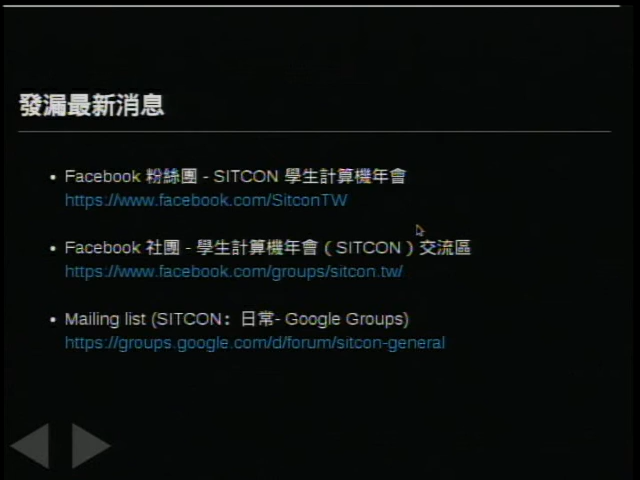 發漏最新消息
Facebook 粉絲團 - SITCON 學生計算機年會
https://www.facebook.com/SitconTW
Facebook 社團 - 學生計算機年會（SITCON）交流區
https://www.facebook.com/groups/sitcon.tw/
Mailing list (SITCON：日常- Google Groups)
https://groups.google.com/d/forum/sitcon-general